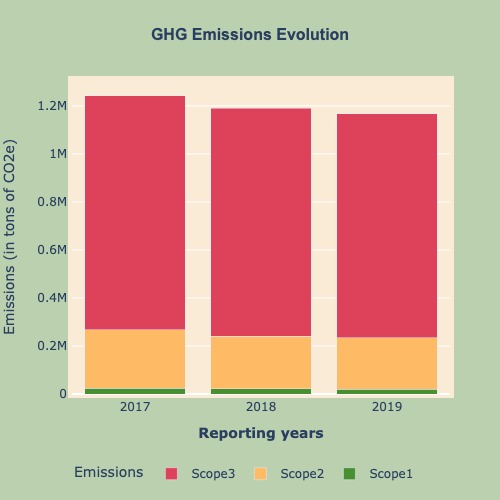 GHG Emissions Evolution
Emissions (in tons of CO2e)
1.2M
1M
0.8M
0.6M
0.4M
0.2M
0
2017 2018 2019
Reporting years
Emissions Scope3 Scope2 Scope1